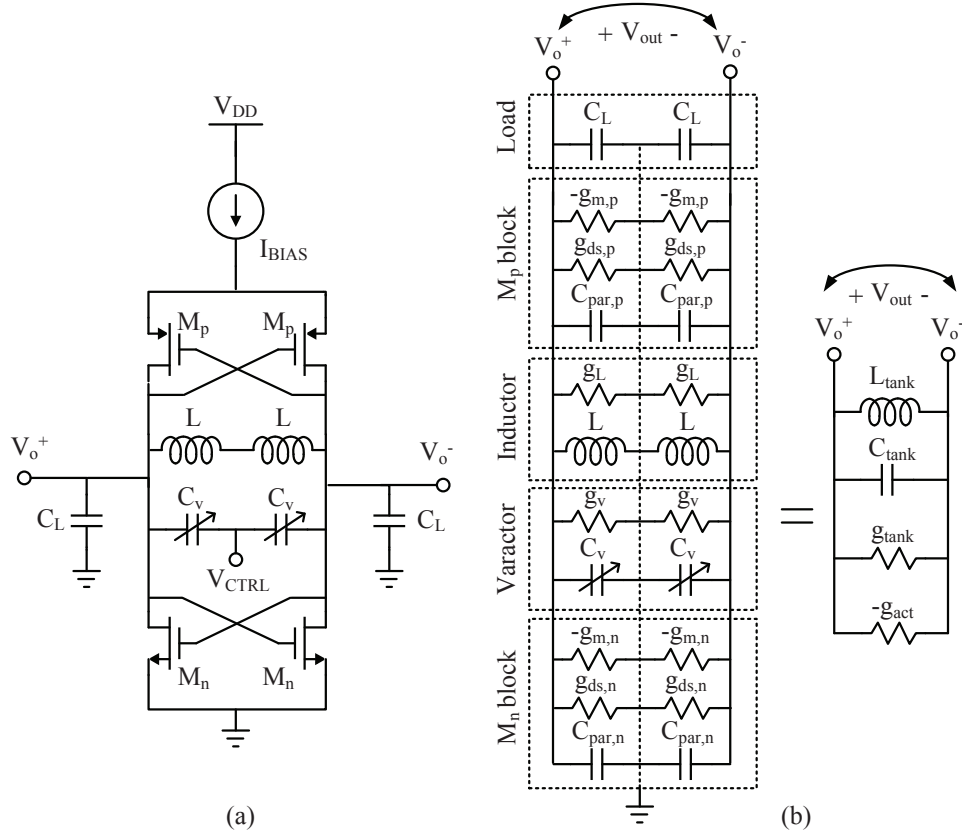 V_DD
I_BIAS
M_p M_p
L L
V_o^+ V_o^-
C_v C_v
C_L C_L
V_CTRL
M_n M_n
(a)
+ V_out -
V_o^+ V_o^-
Load
C_L C_L
M_p block
-g_m,p -g_m,p
g_ds,p g_ds,p
C_par,p C_par,p
Inductor
g_L g_L
L L
Varactor
g_v g_v
C_v C_v
M_n block
-g_m,n -g_m,n
g_ds,n g_ds,n
C_par,n C_par,n
=
+ V_out -
V_o^+ V_o^-
L_tank
C_tank
g_tank
-g_act
(b)